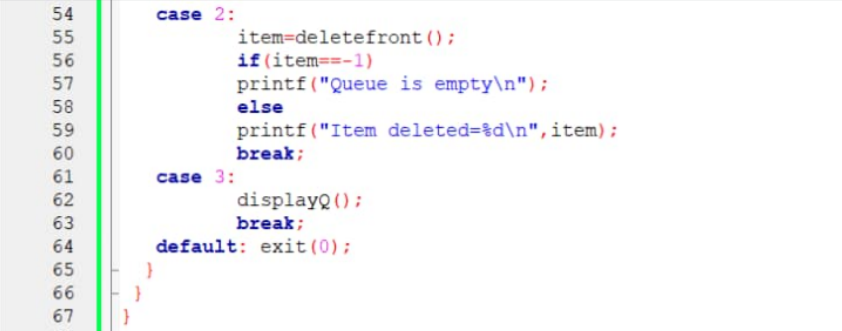 54 case 2:
55 item=deletefront();
56 if(item==-1)
57 printf("Queue is empty\n");
58 else
59 printf("Item deleted=%d\n",item);
60 break;
61 case 3:
62 displayQ();
63 break;
64 default: exit(0);
65 }
66 }
67 }